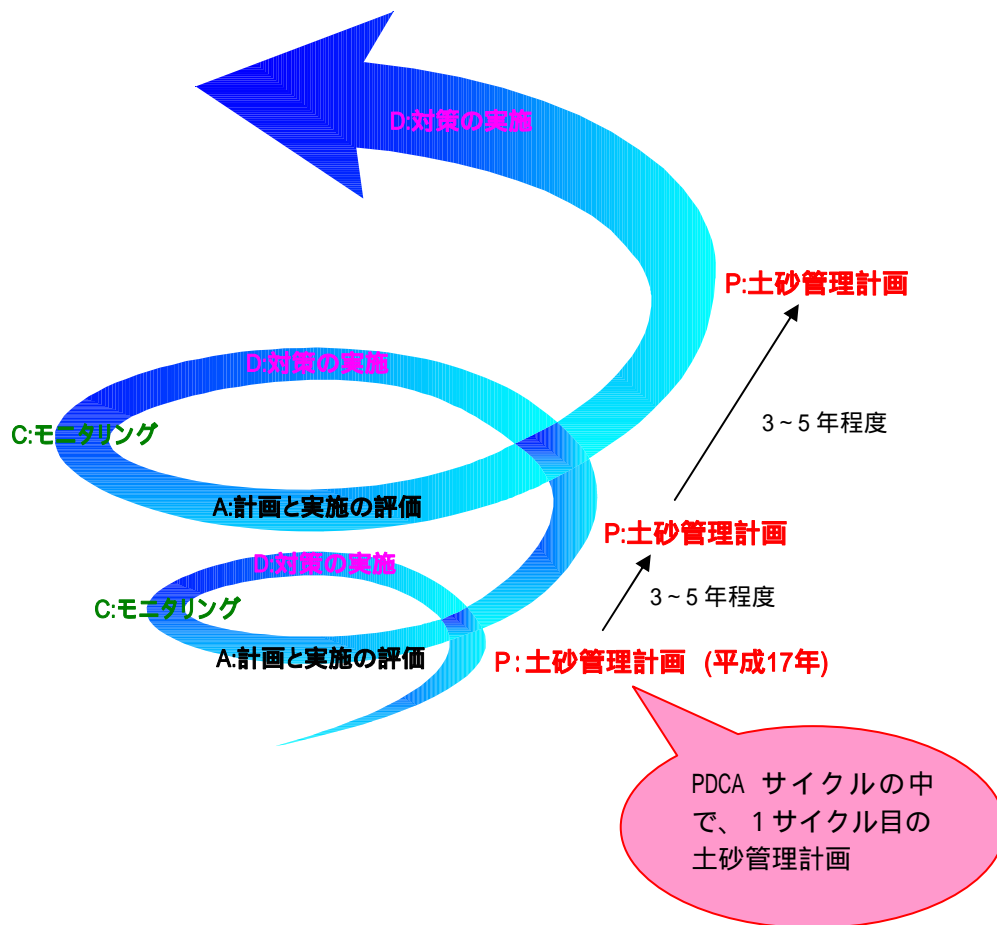 D:対策の実施
P:土砂管理計画
D:対策の実施
3~5年程度
C:モニタリング
A:計画と実施の評価
P:土砂管理計画
D:対策の実施
3~5年程度
C:モニタリング
A:計画と実施の評価
P:土砂管理計画 (平成17年)
PDCA サイクルの中
で、1サイクル目の
土砂管理計画